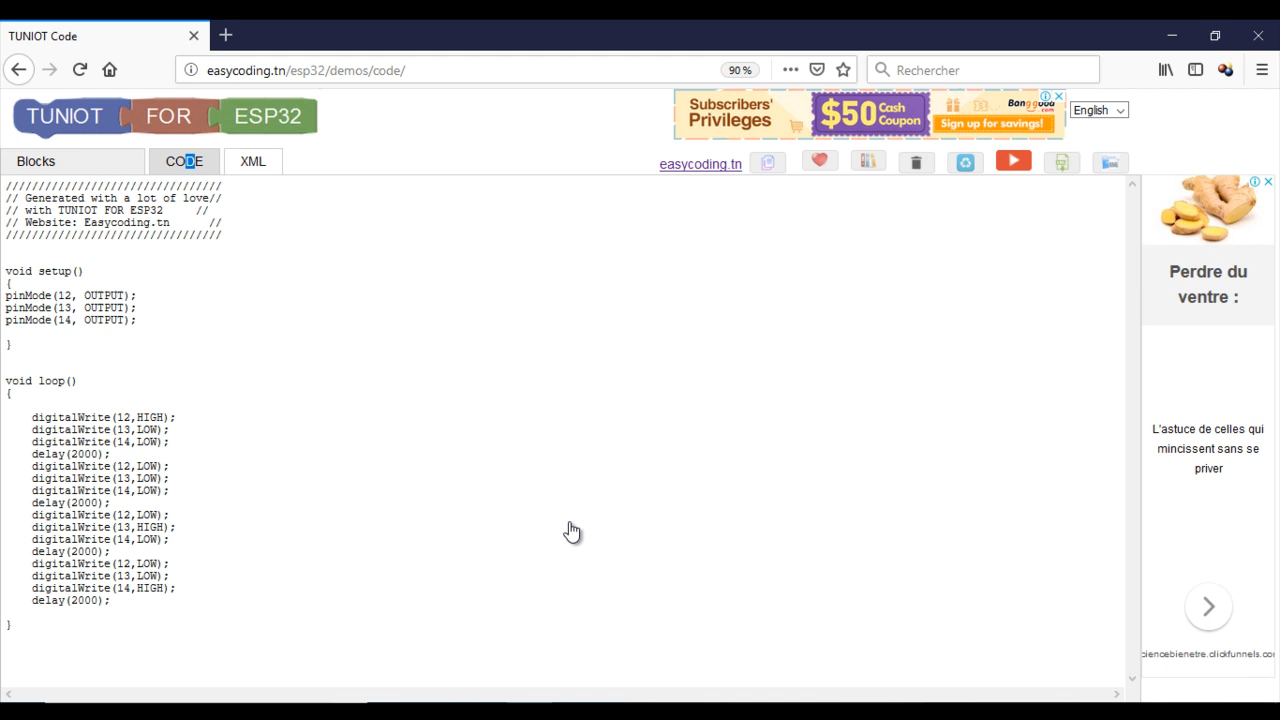 TUNIOT Code
easycoding.tn/esp32/demos/code/
90 %
Rechercher
TUNIOT FOR ESP32
Subscribers' Privileges
$50 Cash Coupon
Banggood.com
Sign up for savings!
English
Blocks
CODE
XML
easycoding.tn
//////////////////////////////////
// Generated with a lot of love//
// with TUNIOT FOR ESP32     //
// Website: Easycoding.tn      //
//////////////////////////////////
void setup()
{
pinMode(12, OUTPUT);
pinMode(13, OUTPUT);
pinMode(14, OUTPUT);
}
void loop()
{
digitalWrite(12,HIGH);
digitalWrite(13,LOW);
digitalWrite(14,LOW);
delay(2000);
digitalWrite(12,LOW);
digitalWrite(13,LOW);
digitalWrite(14,LOW);
delay(2000);
digitalWrite(12,LOW);
digitalWrite(13,HIGH);
digitalWrite(14,LOW);
delay(2000);
digitalWrite(12,LOW);
digitalWrite(13,LOW);
digitalWrite(14,HIGH);
delay(2000);
}
Perdre du
ventre :
L'astuce de celles qui
mincissent sans se
priver
ciencebienetre.clickfunnels.co